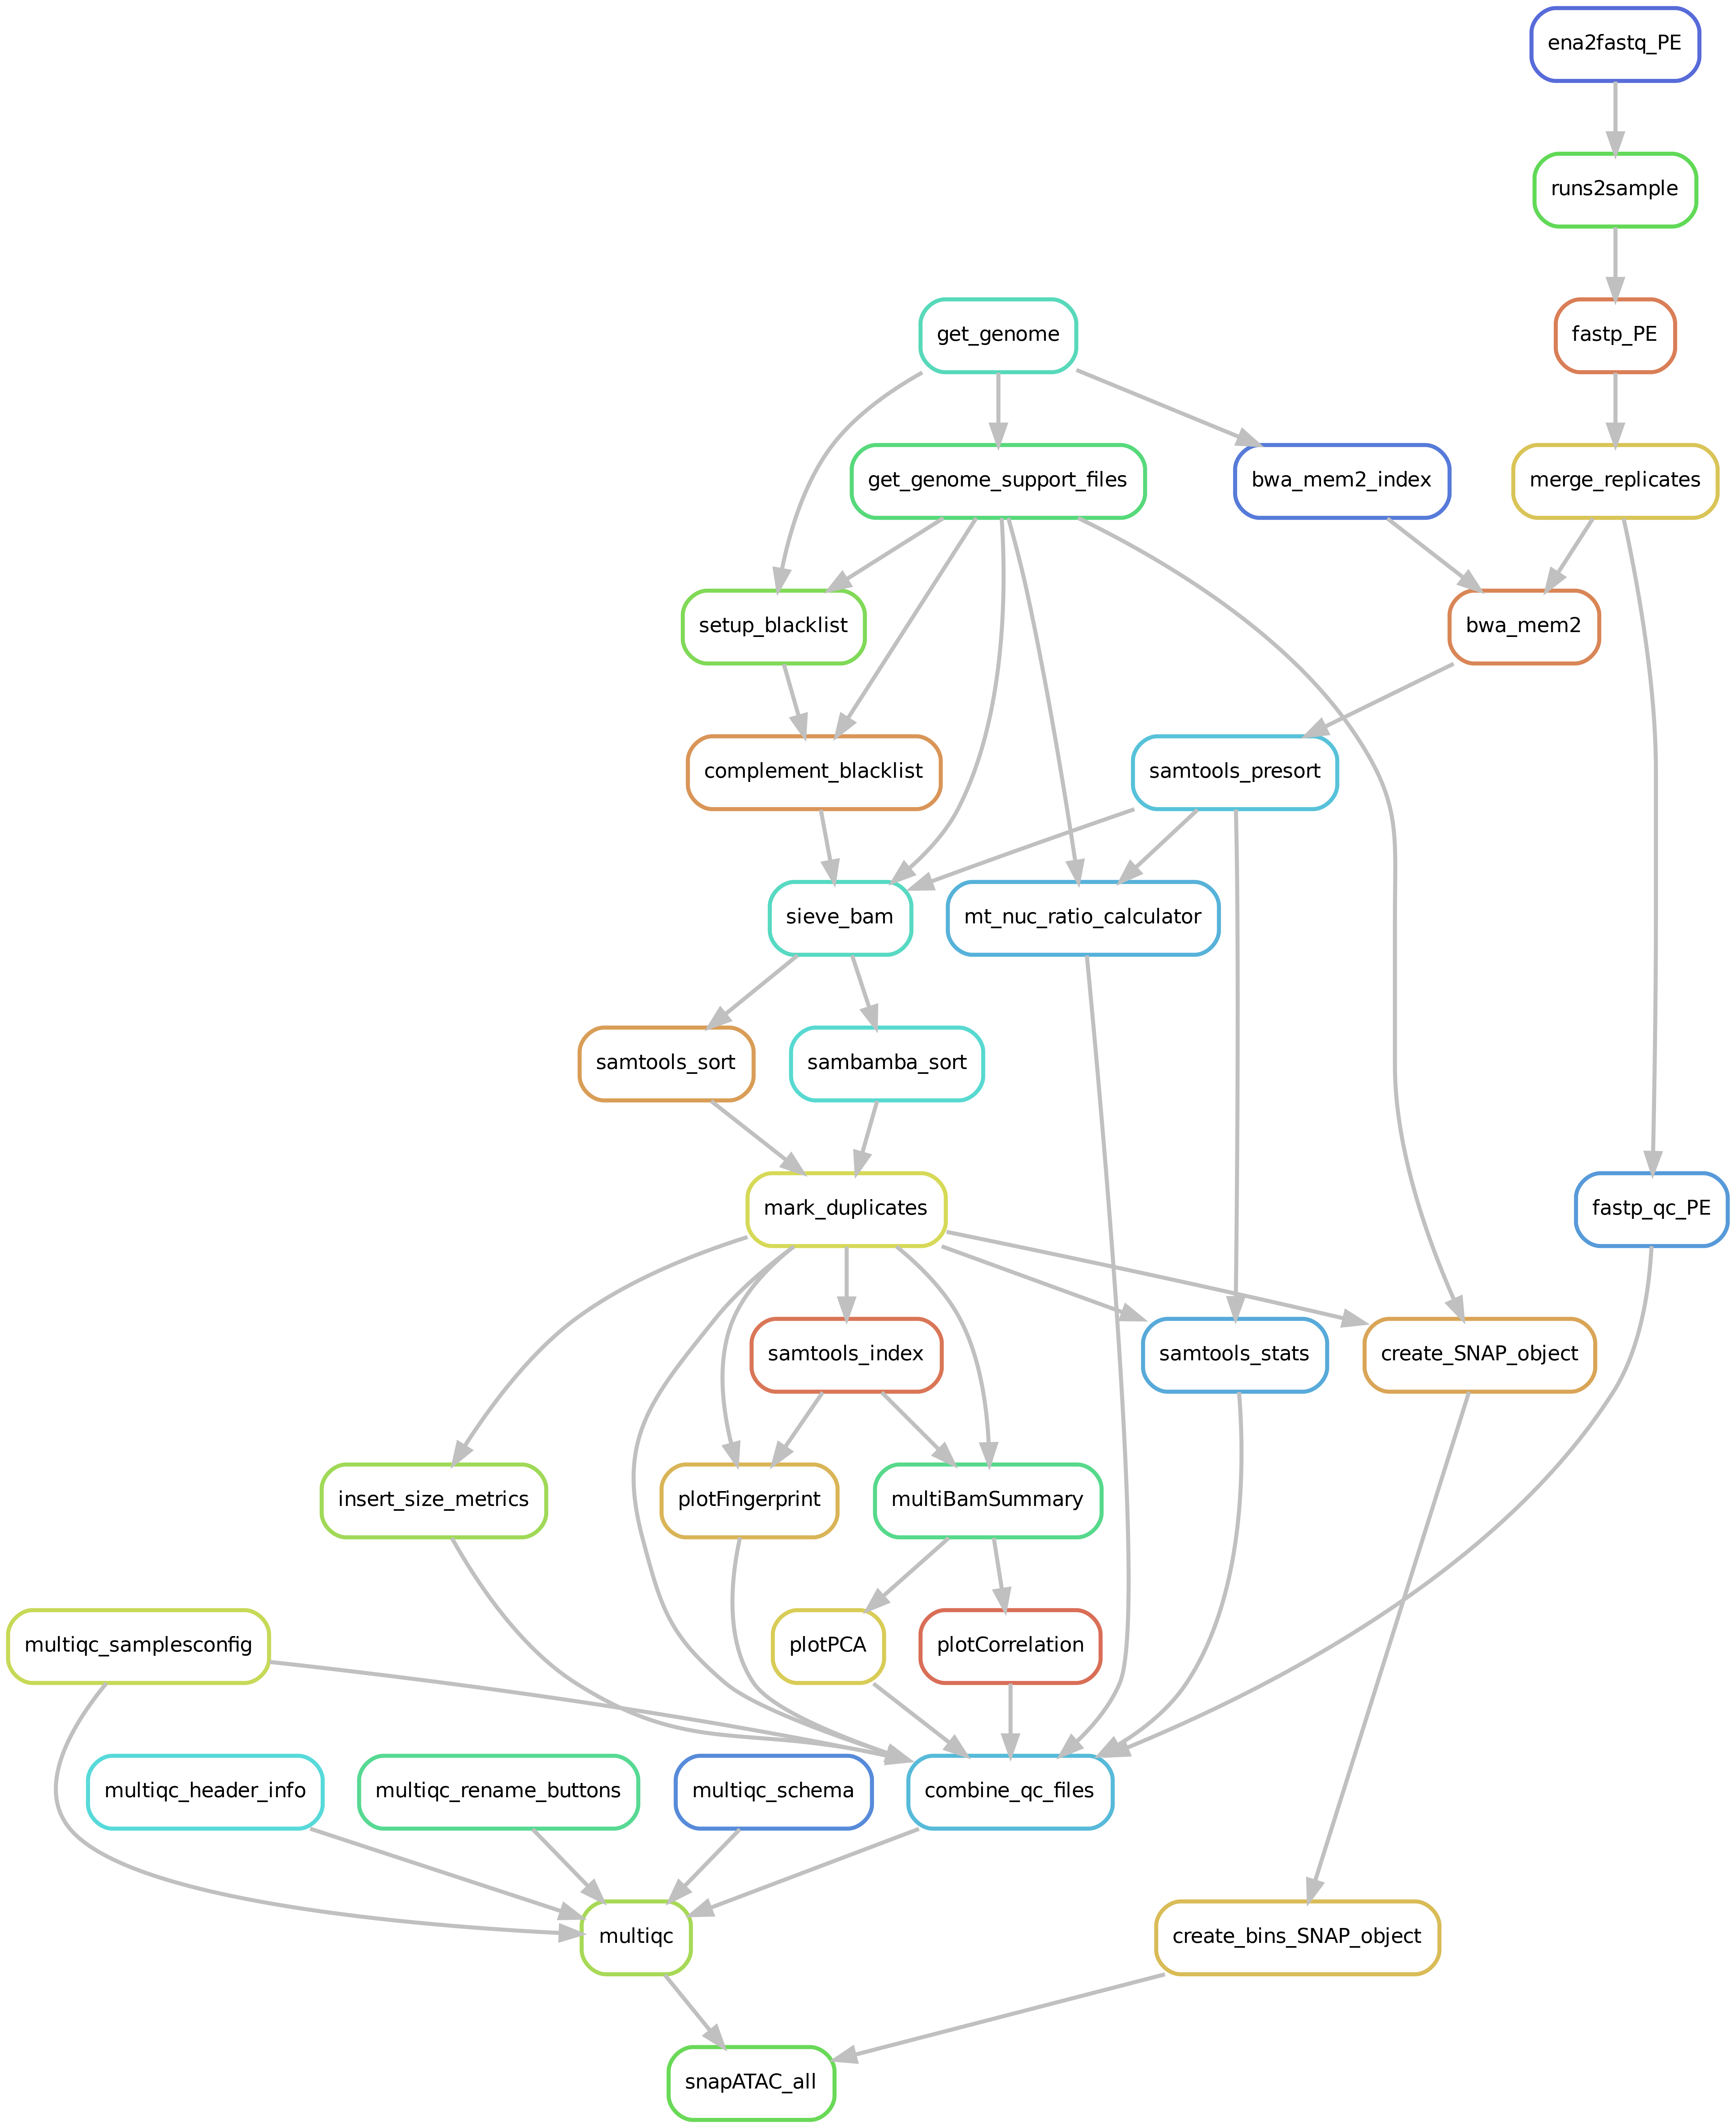 ena2fastq_PE
runs2sample
get_genome
fastp_PE
get_genome_support_files
bwa_mem2_index
merge_replicates
setup_blacklist
bwa_mem2
complement_blacklist
samtools_presort
sieve_bam
mt_nuc_ratio_calculator
samtools_sort
sambamba_sort
mark_duplicates
fastp_qc_PE
samtools_index
samtools_stats
create_SNAP_object
insert_size_metrics
plotFingerprint
multiBamSummary
multiqc_samplesconfig
plotPCA
plotCorrelation
multiqc_header_info
multiqc_rename_buttons
multiqc_schema
combine_qc_files
multiqc
create_bins_SNAP_object
snapATAC_all